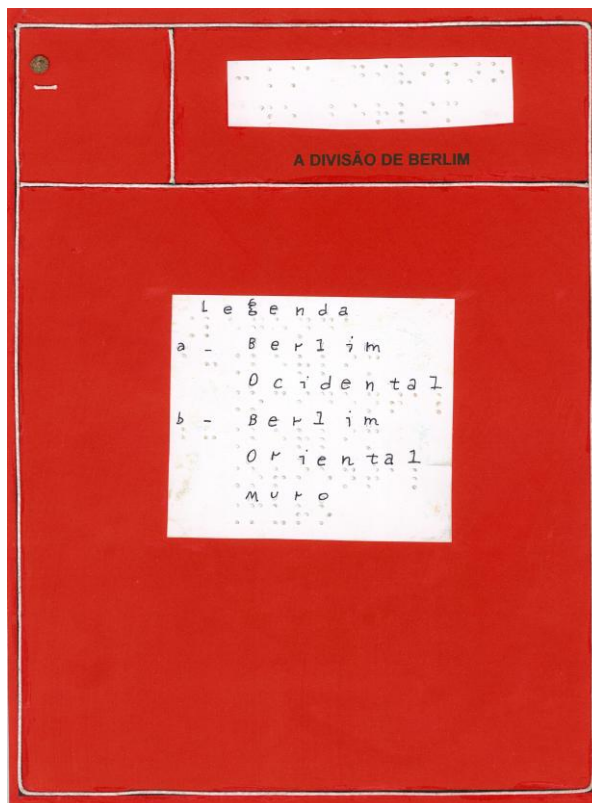 A DIVISÃO DE BERLIM
Legenda
a - Berlim
Ocidental
b - Berlim
Oriental
muro